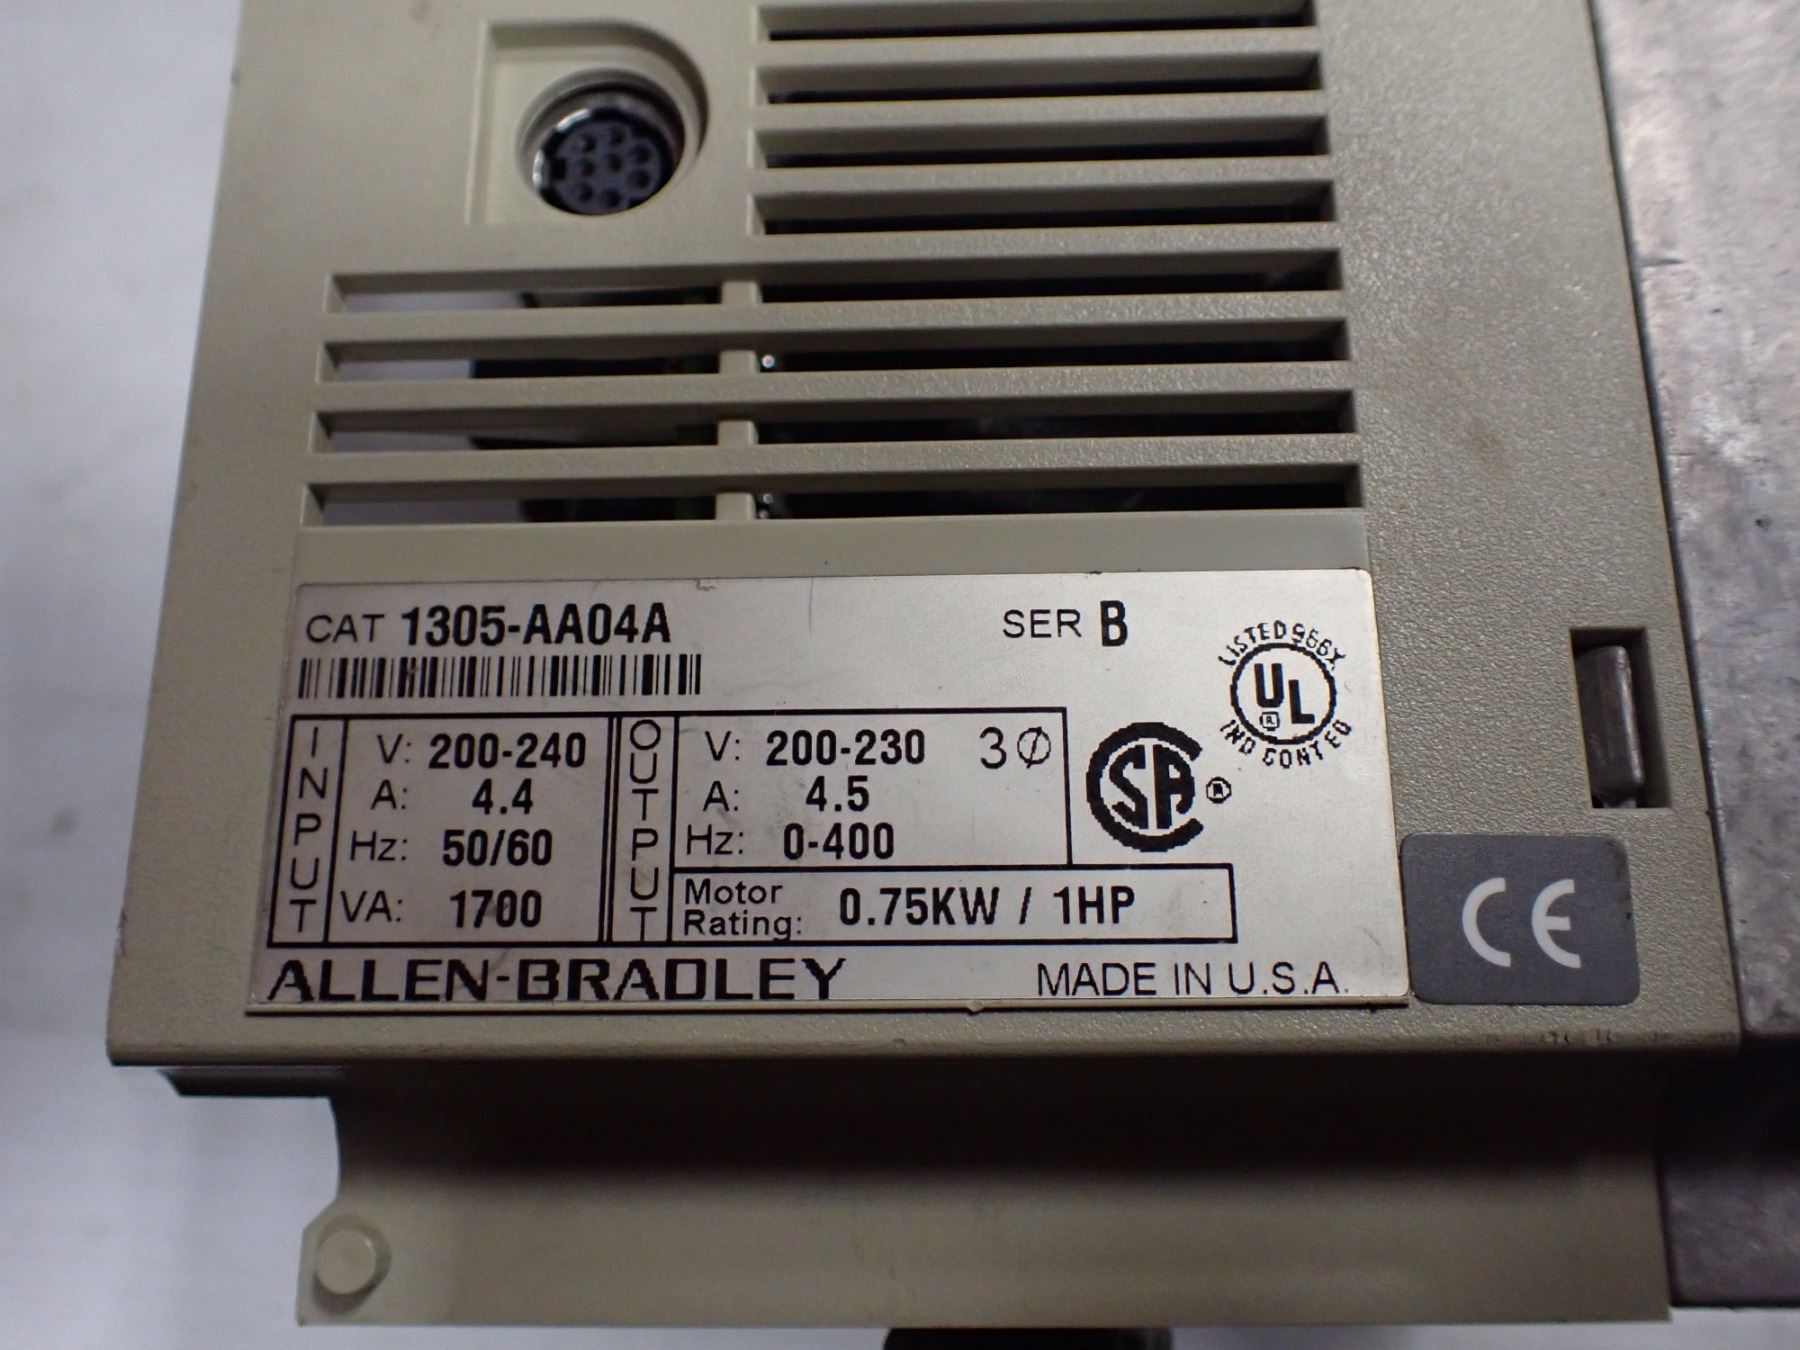 CAT 1305-AA04A SER B
LISTED 966X
UL ®
IND CONT EQ
INPUT
V: 200-240
A: 4.4
Hz: 50/60
VA: 1700
OUTPUT
V: 200-230 3Ø
A: 4.5
Hz: 0-400
Motor Rating: 0.75KW / 1HP
SA ®
CE
ALLEN-BRADLEY MADE IN U.S.A.